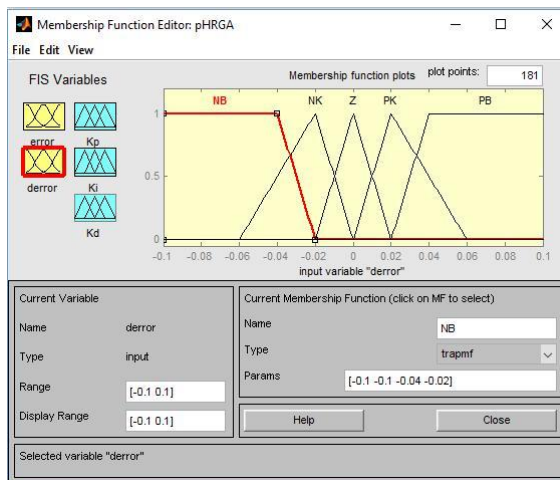 Membership Function Editor: pHRGA
File Edit View
FIS Variables
Membership function plots
plot points:
181
error
Kp
derror
Ki
Kd
NB
NK
Z
PK
PB
1
0.5
0
-0.1
-0.08
-0.06
-0.04
-0.02
0
0.02
0.04
0.06
0.08
0.1
input variable "derror"
Current Variable
Name derror
Type input
Range [-0.1 0.1]
Display Range [-0.1 0.1]
Current Membership Function (click on MF to select)
Name NB
Type trapmf
Params [-0.1 -0.1 -0.04 -0.02]
Help
Close
Selected variable "derror"